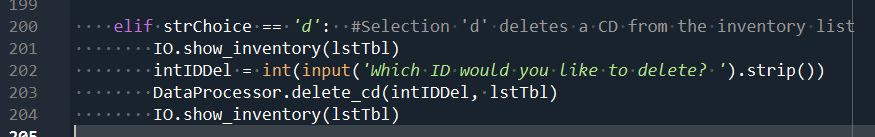 199
200 elif strChoice == 'd': #Selection 'd' deletes a CD from the inventory list
201 IO.show_inventory(lstTbl)
202 intIDDel = int(input('Which ID would you like to delete? ').strip())
203 DataProcessor.delete_cd(intIDDel, lstTbl)
204 IO.show_inventory(lstTbl)
205